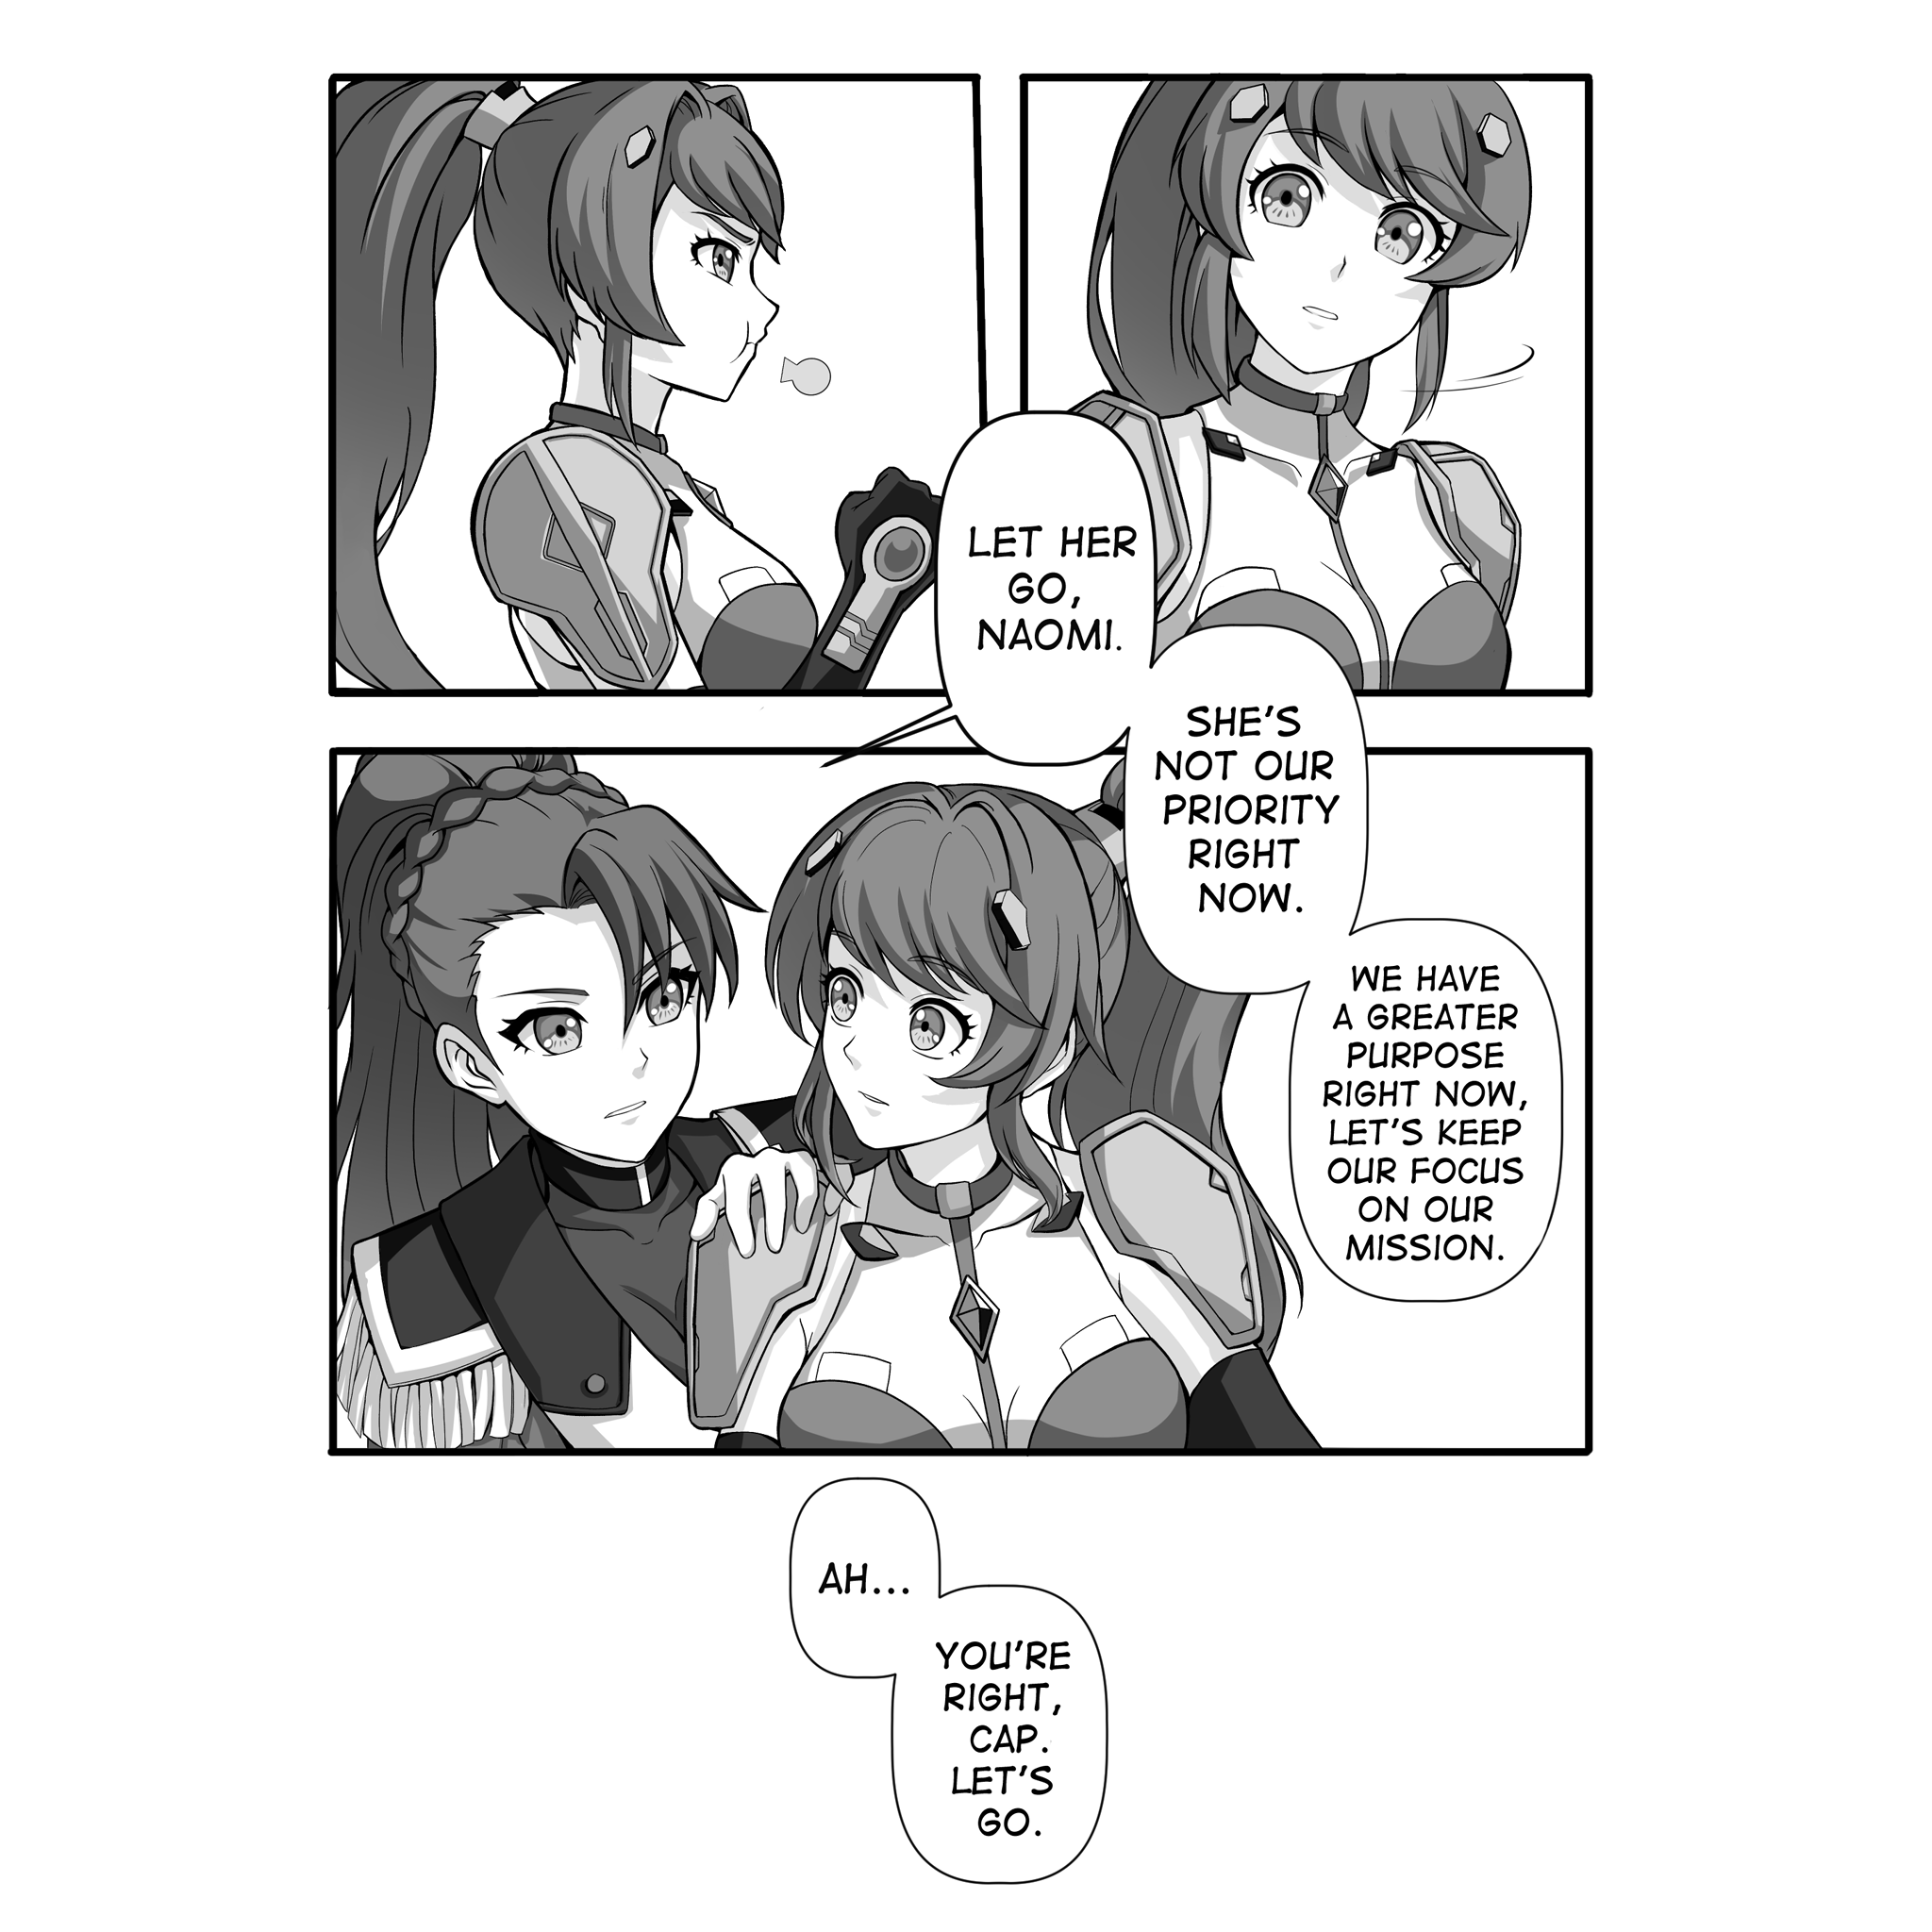 LET HER
GO,
NAOMI.
SHE'S
NOT OUR
PRIORITY
RIGHT
NOW.
WE HAVE
A GREATER
PURPOSE
RIGHT NOW,
LET'S KEEP
OUR FOCUS
ON OUR
MISSION.
AH...
YOU'RE
RIGHT,
CAP.
LET'S
GO.